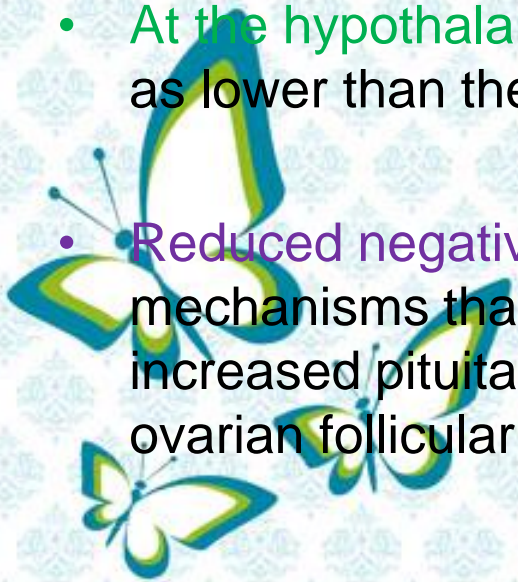 • At the hypothala
as lower than the
• Reduced negativ
mechanisms tha
increased pituita
ovarian follicular